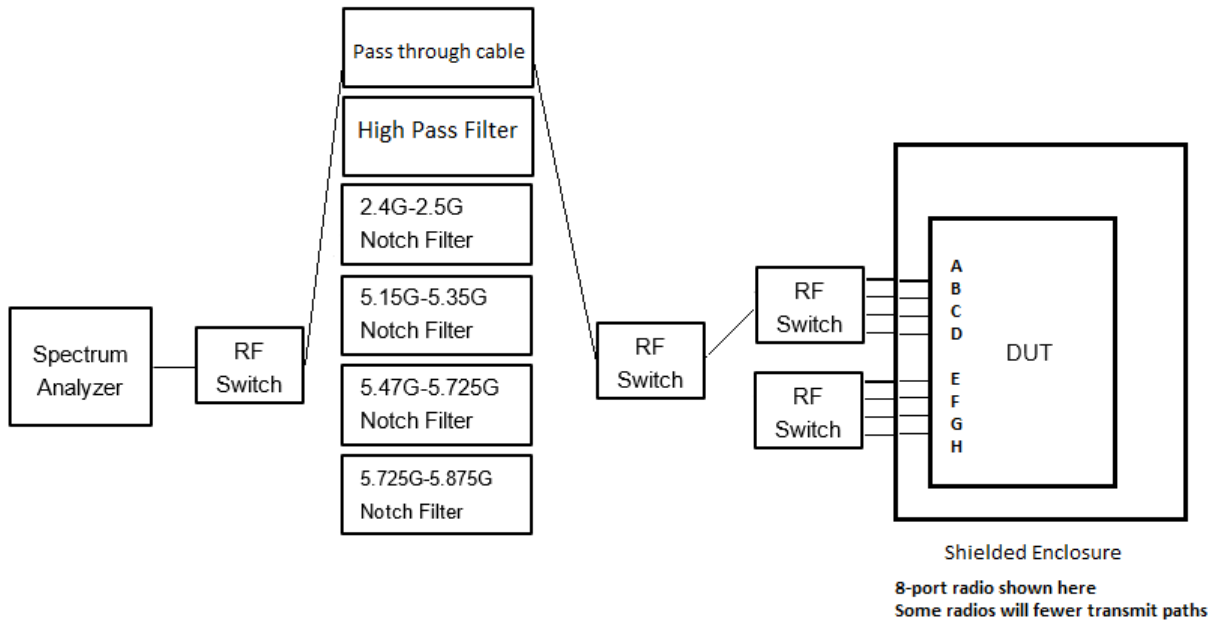 Pass through cable
High Pass Filter
2.4G-2.5G
Notch Filter
5.15G-5.35G
Notch Filter
5.47G-5.725G
Notch Filter
5.725G-5.875G
Notch Filter
Spectrum
Analyzer
RF
Switch
RF
Switch
RF
Switch
RF
Switch
A
B
C
D
E
F
G
H
DUT
Shielded Enclosure
8-port radio shown here
Some radios will fewer transmit paths